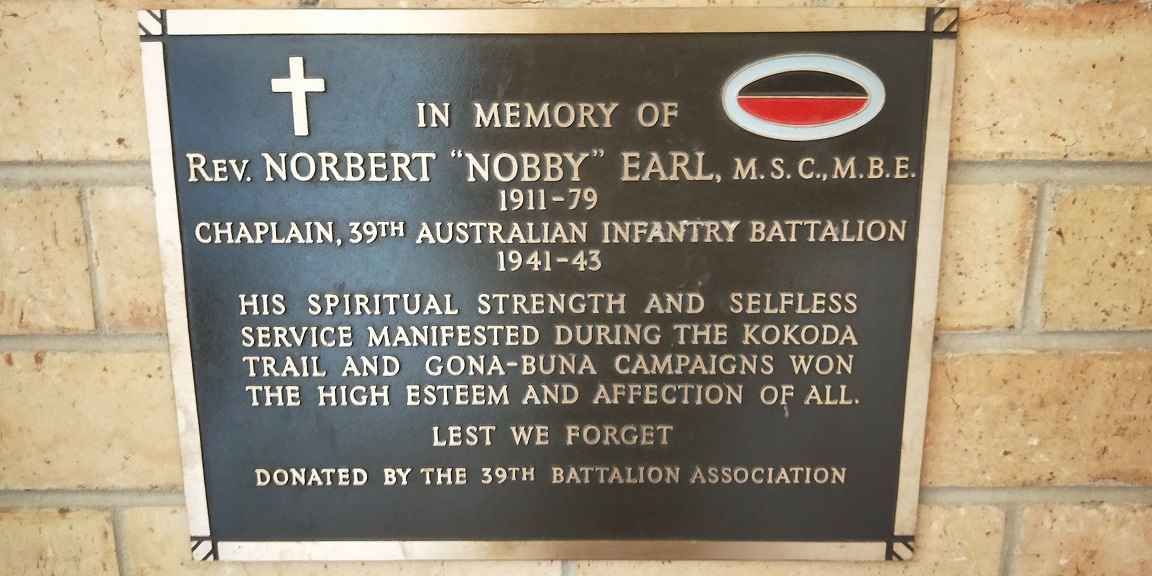 IN MEMORY OF
REV. NORBERT “NOBBY” EARL, M.S.C., M.B.E.
1911-79
CHAPLAIN, 39TH AUSTRALIAN INFANTRY BATTALION
1941-43
HIS SPIRITUAL STRENGTH AND SELFLESS
SERVICE MANIFESTED DURING THE KOKODA
TRAIL AND GONA-BUNA CAMPAIGNS WON
THE HIGH ESTEEM AND AFFECTION OF ALL.
LEST WE FORGET
DONATED BY THE 39TH BATTALION ASSOCIATION